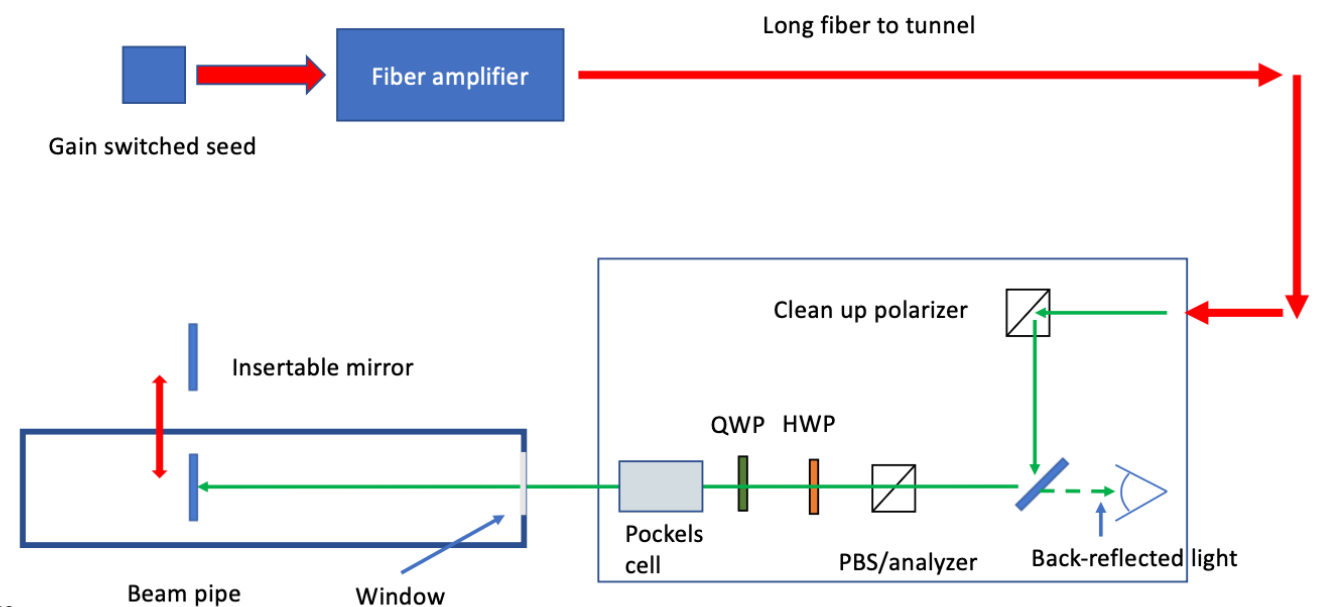 Long fiber to tunnel
Fiber amplifier
Gain switched seed
Clean up polarizer
Insertable mirror
QWP HWP
Pockels
cell
PBS/analyzer
Back-reflected light
Beam pipe
Window